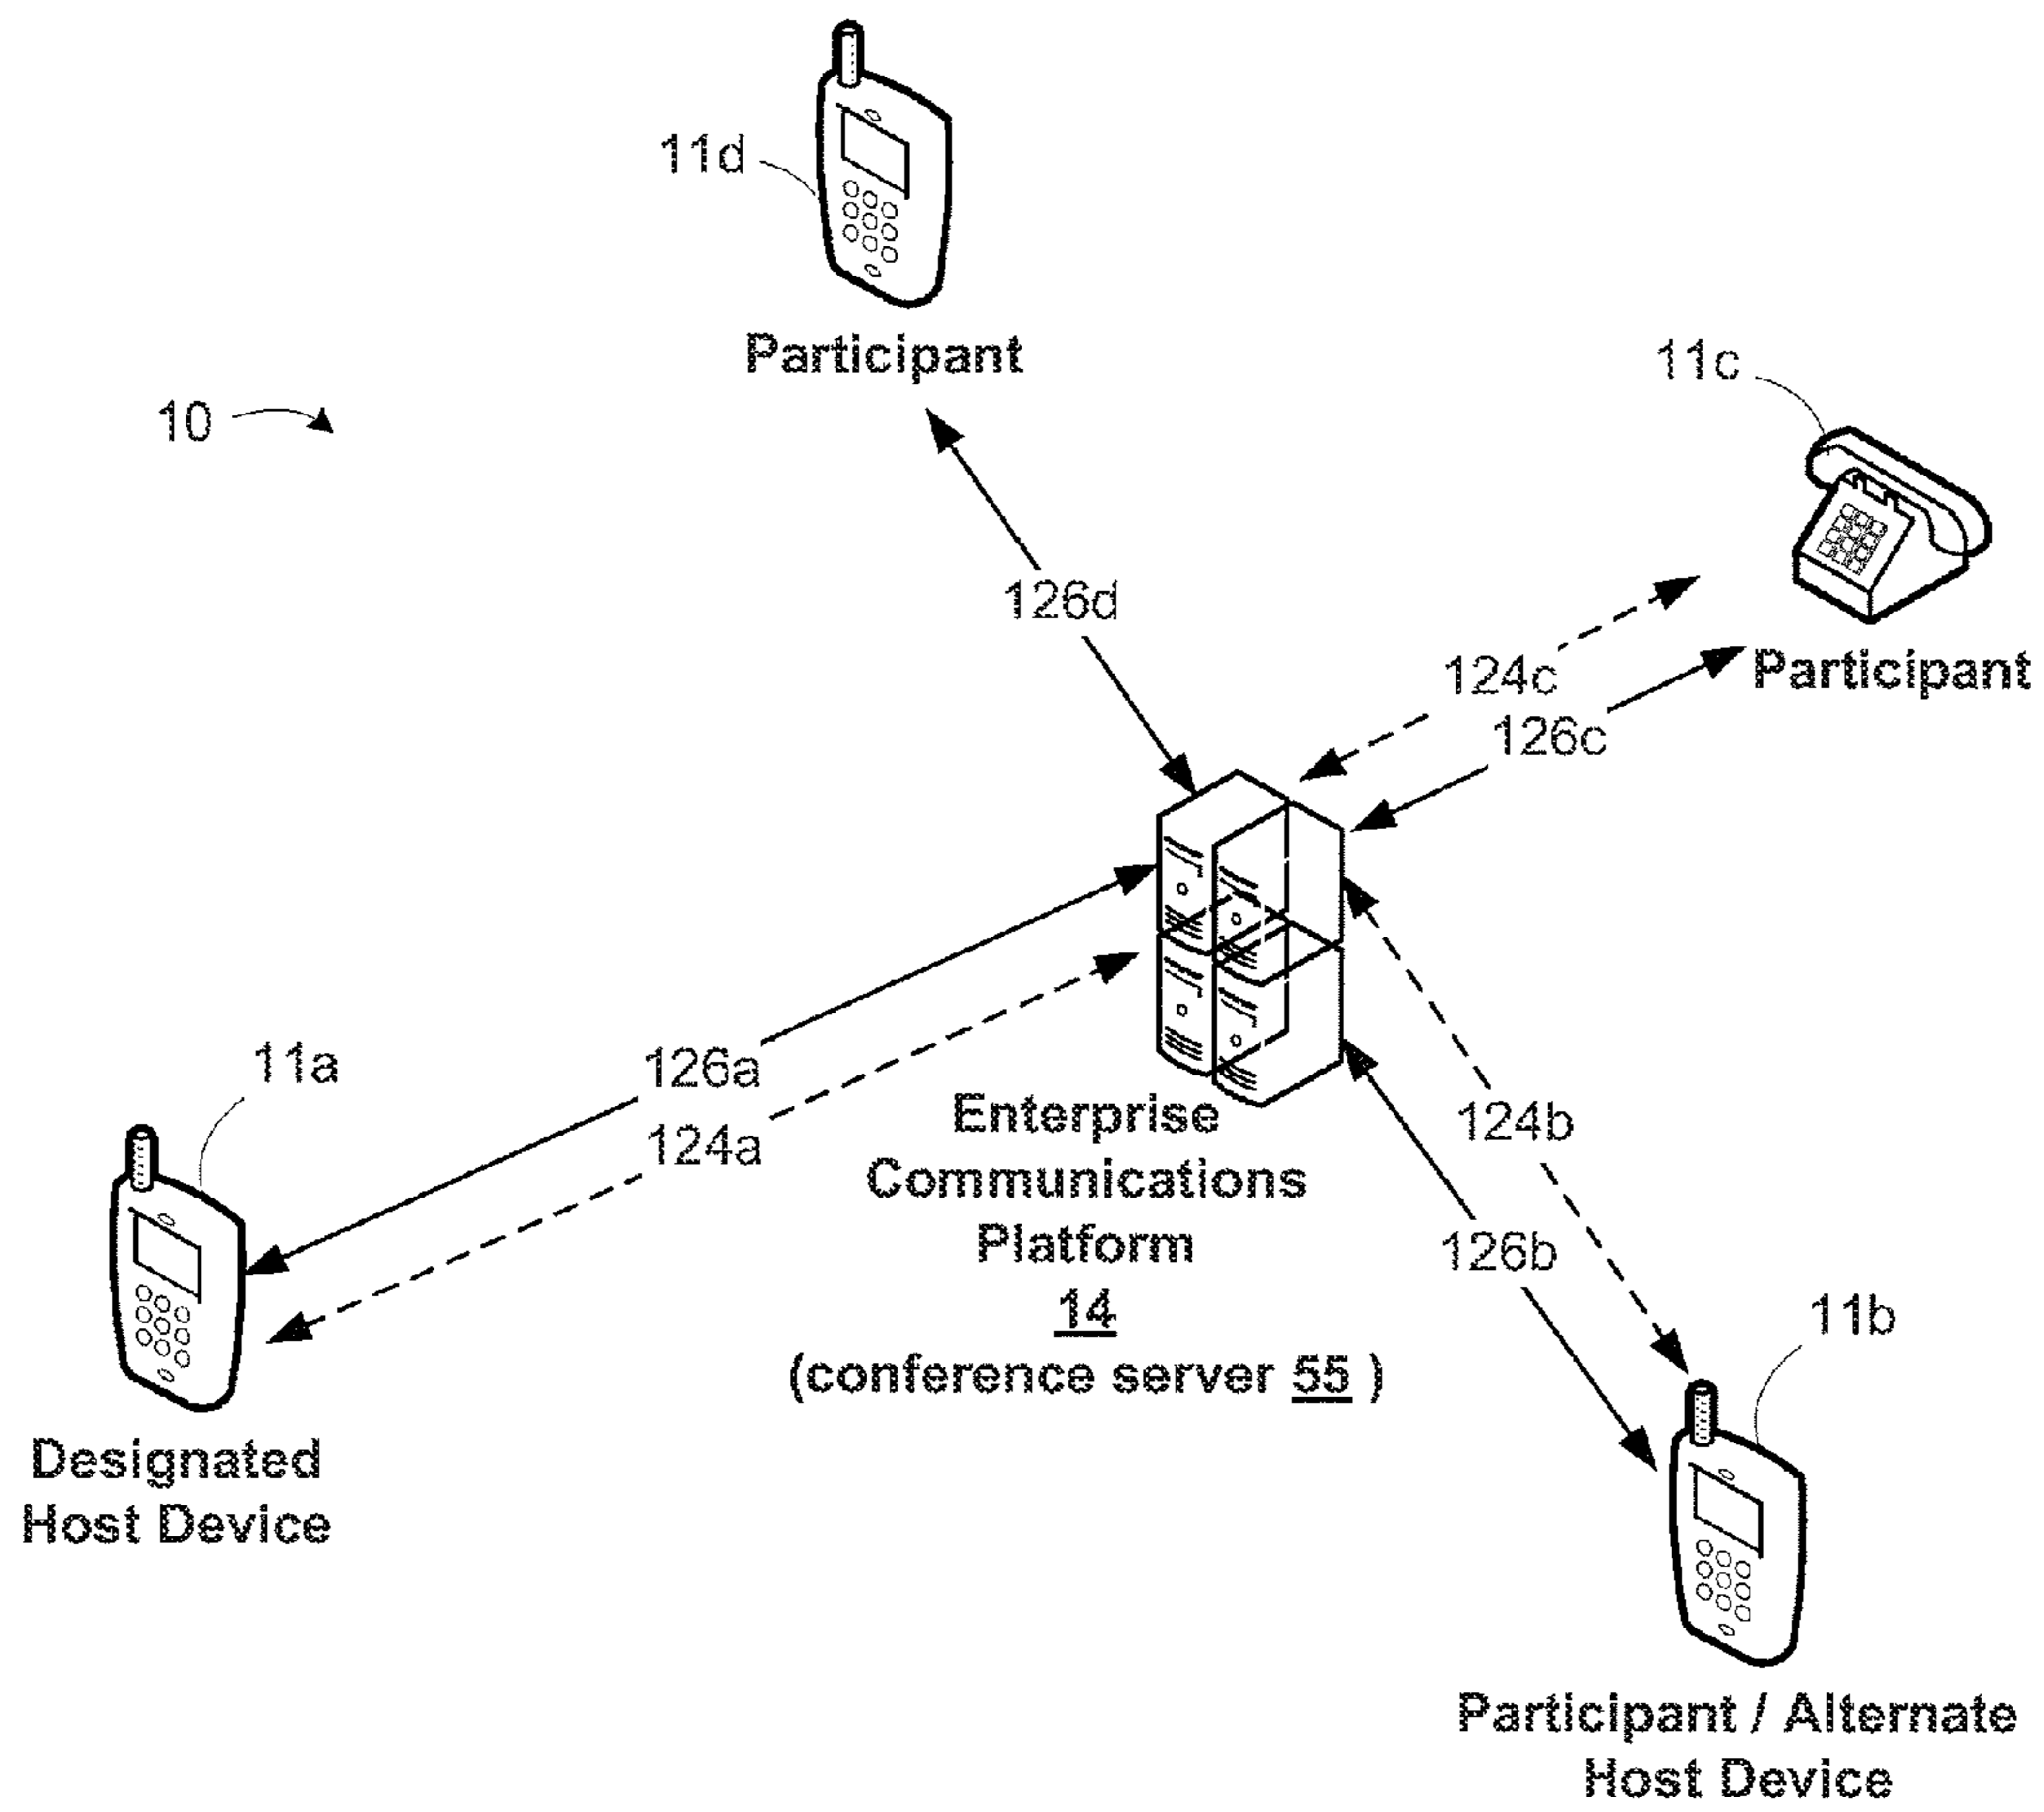 11d
Participant
11c
10
126d
124c
Participant
126c
11a
126a
124a
Enterprise
Communications
Platform
14
(conference server 55 )
124b
126b
11b
Designated
Host Device
Participant / Alternate
Host Device